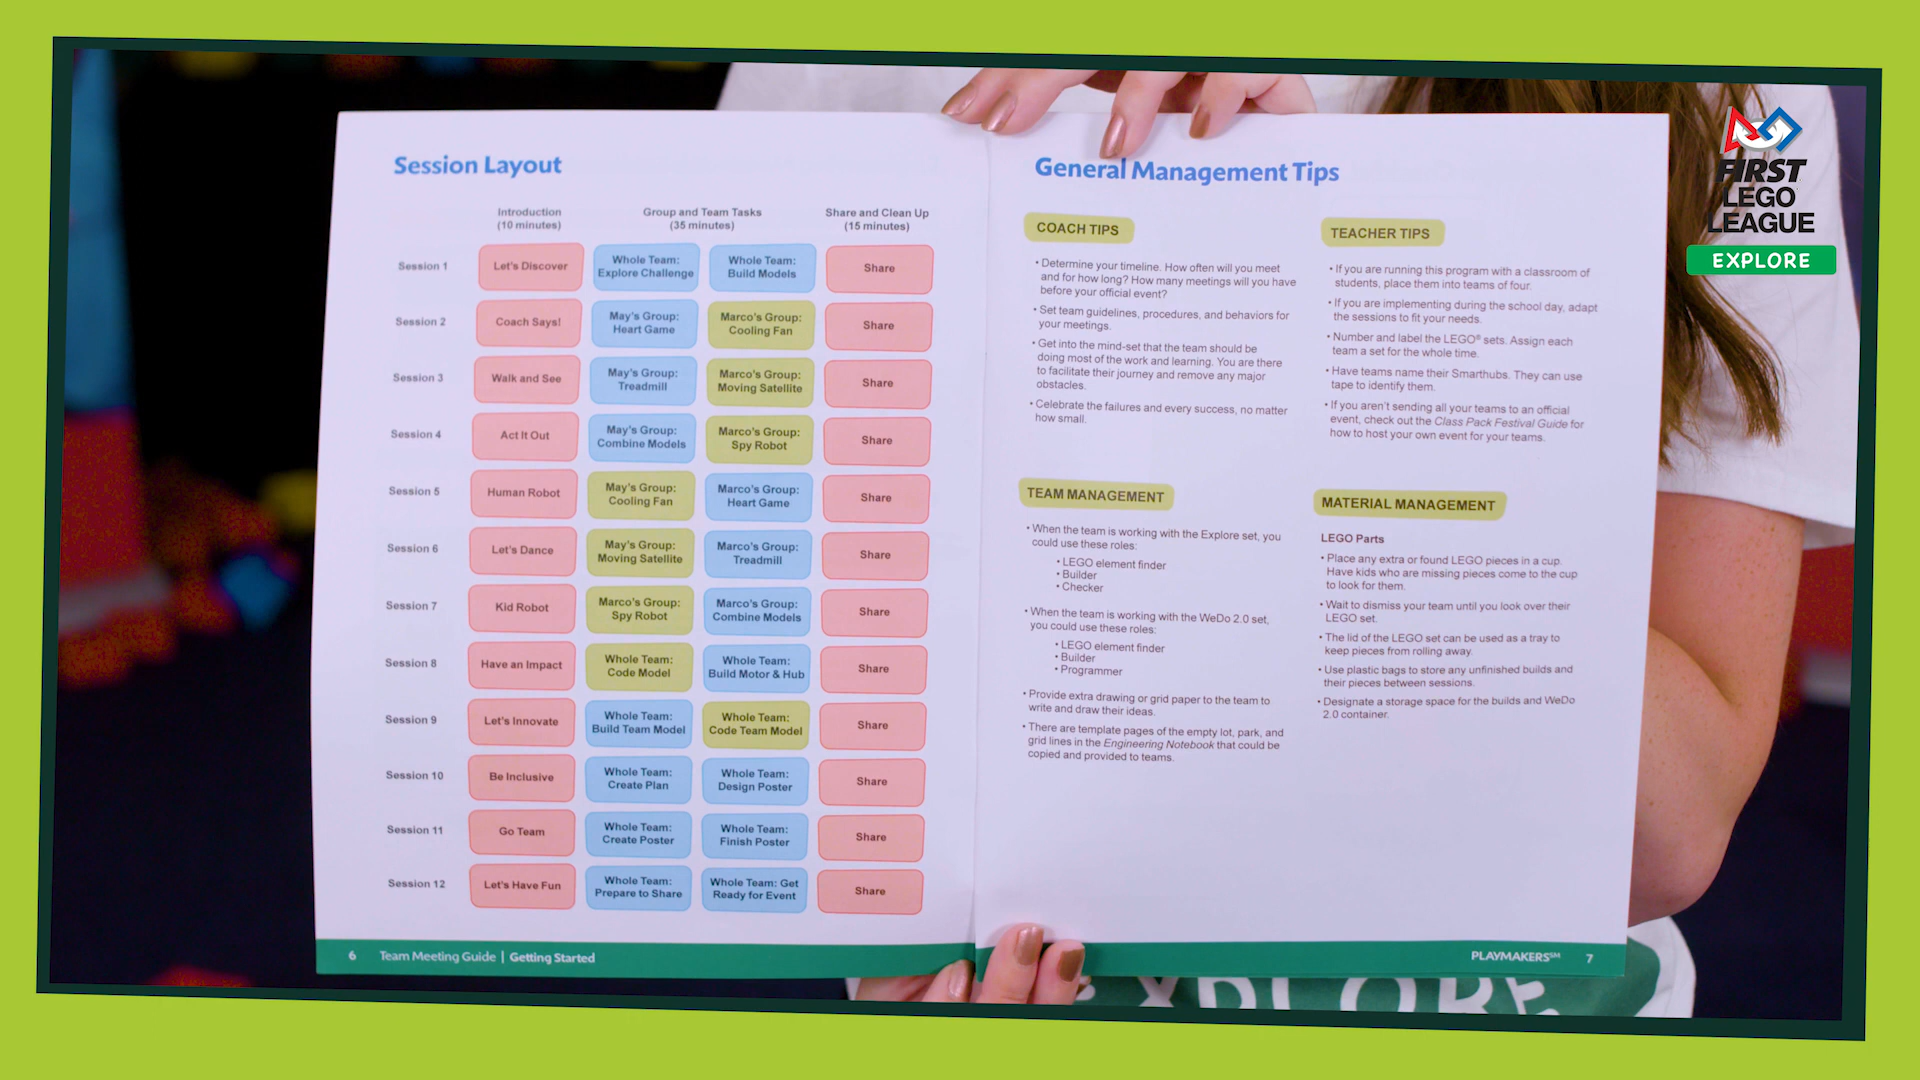 Session Layout
Introduction
(10 minutes)
Group and Team Tasks
(35 minutes)
Share and Clean Up
(15 minutes)
Session 1
Let's Discover
Whole Team:
Explore Challenge
Whole Team:
Build Models
Share
Session 2
Coach Says!
May's Group:
Heart Game
Marco's Group:
Cooling Fan
Share
Session 3
Walk and See
May's Group:
Treadmill
Marco's Group:
Moving Satellite
Share
Session 4
Act It Out
May's Group:
Combine Models
Marco's Group:
Spy Robot
Share
Session 5
Human Robot
May's Group:
Cooling Fan
Marco's Group:
Heart Game
Share
Session 6
Let's Dance
May's Group:
Moving Satellite
Marco's Group:
Treadmill
Share
Session 7
Kid Robot
Marco's Group:
Spy Robot
Marco's Group:
Combine Models
Share
Session 8
Have an Impact
Whole Team:
Code Model
Whole Team:
Build Motor & Hub
Share
Session 9
Let's Innovate
Whole Team:
Build Team Model
Whole Team:
Code Team Model
Share
Session 10
Be Inclusive
Whole Team:
Create Plan
Whole Team:
Design Poster
Share
Session 11
Go Team
Whole Team:
Create Poster
Whole Team:
Finish Poster
Share
Session 12
Let's Have Fun
Whole Team:
Prepare to Share
Whole Team: Get
Ready for Event
Share
6 Team Meeting Guide | Getting Started
General Management Tips
COACH TIPS
• Determine your timeline. How often will you meet
and for how long? How many meetings will you have
before your official event?
• Set team guidelines, procedures, and behaviors for
your meetings.
• Get into the mind-set that the team should be
doing most of the work and learning. You are there
to facilitate their journey and remove any major
obstacles.
• Celebrate the failures and every success, no matter
how small.
TEACHER TIPS
• If you are running this program with a classroom of
students, place them into teams of four.
• If you are implementing during the school day, adapt
the sessions to fit your needs.
• Number and label the LEGO® sets. Assign each
team a set for the whole time.
• Have teams name their Smarthubs. They can use
tape to identify them.
• If you aren't sending all your teams to an official
event, check out the Class Pack Festival Guide for
how to host your own event for your teams.
TEAM MANAGEMENT
• When the team is working with the Explore set, you
could use these roles:
• LEGO element finder
• Builder
• Checker
• When the team is working with the WeDo 2.0 set,
you could use these roles:
• LEGO element finder
• Builder
• Programmer
• Provide extra drawing or grid paper to the team to
write and draw their ideas.
• There are template pages of the empty lot, park, and
grid lines in the Engineering Notebook that could be
copied and provided to teams.
MATERIAL MANAGEMENT
LEGO Parts
• Place any extra or found LEGO pieces in a cup.
Have kids who are missing pieces come to the cup
to look for them.
• Wait to dismiss your team until you look over their
LEGO set.
• The lid of the LEGO set can be used as a tray to
keep pieces from rolling away.
• Use plastic bags to store any unfinished builds and
their pieces between sessions.
• Designate a storage space for the builds and WeDo
2.0 container.
PLAYMAKERS℠ 7
FIRST
LEGO
LEAGUE
EXPLORE
EXPLORE